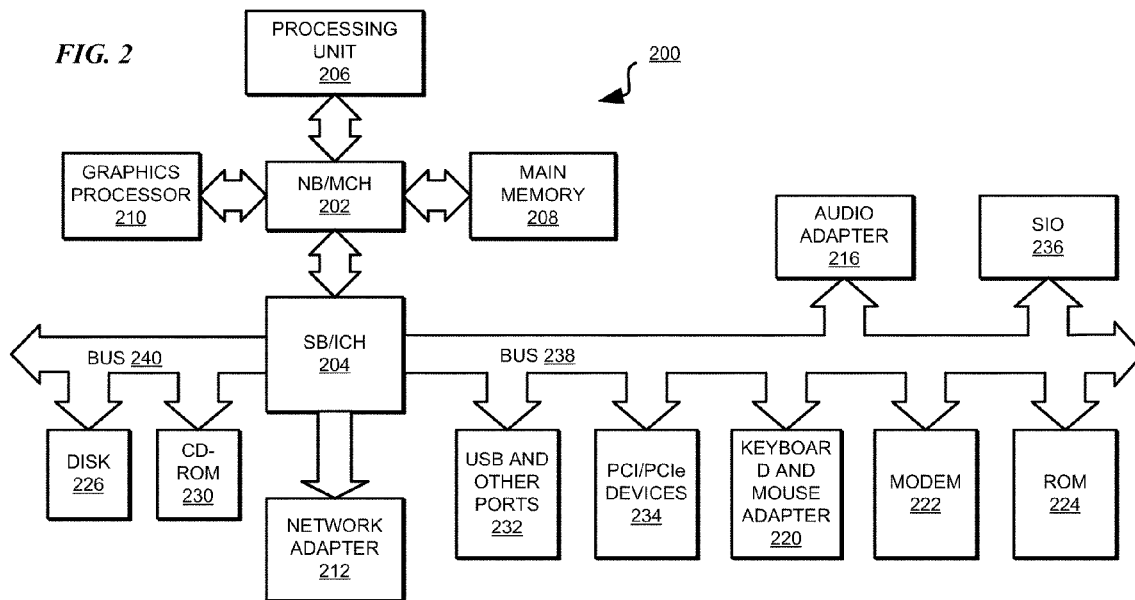 FIG. 2
PROCESSING
UNIT
206
200
GRAPHICS
PROCESSOR
210
NB/MCH
202
MAIN
MEMORY
208
AUDIO
ADAPTER
216
SIO
236
SB/ICH
204
BUS 240
BUS 238
DISK
226
CD-
ROM
230
NETWORK
ADAPTER
212
USB AND
OTHER
PORTS
232
PCI/PCIe
DEVICES
234
KEYBOAR
D AND
MOUSE
ADAPTER
220
MODEM
222
ROM
224